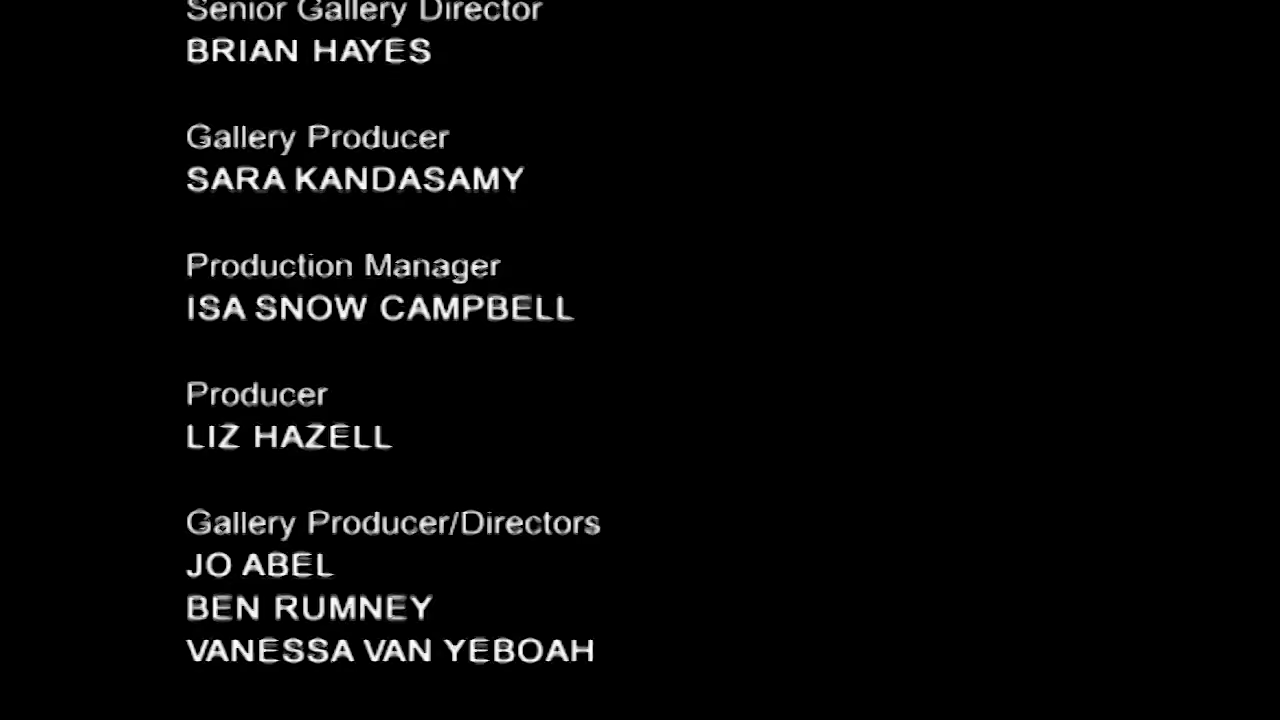 Senior Gallery Director
BRIAN HAYES
Gallery Producer
SARA KANDASAMY
Production Manager
ISA SNOW CAMPBELL
Producer
LIZ HAZELL
Gallery Producer/Directors
JO ABEL
BEN RUMNEY
VANESSA VAN YEBOAH